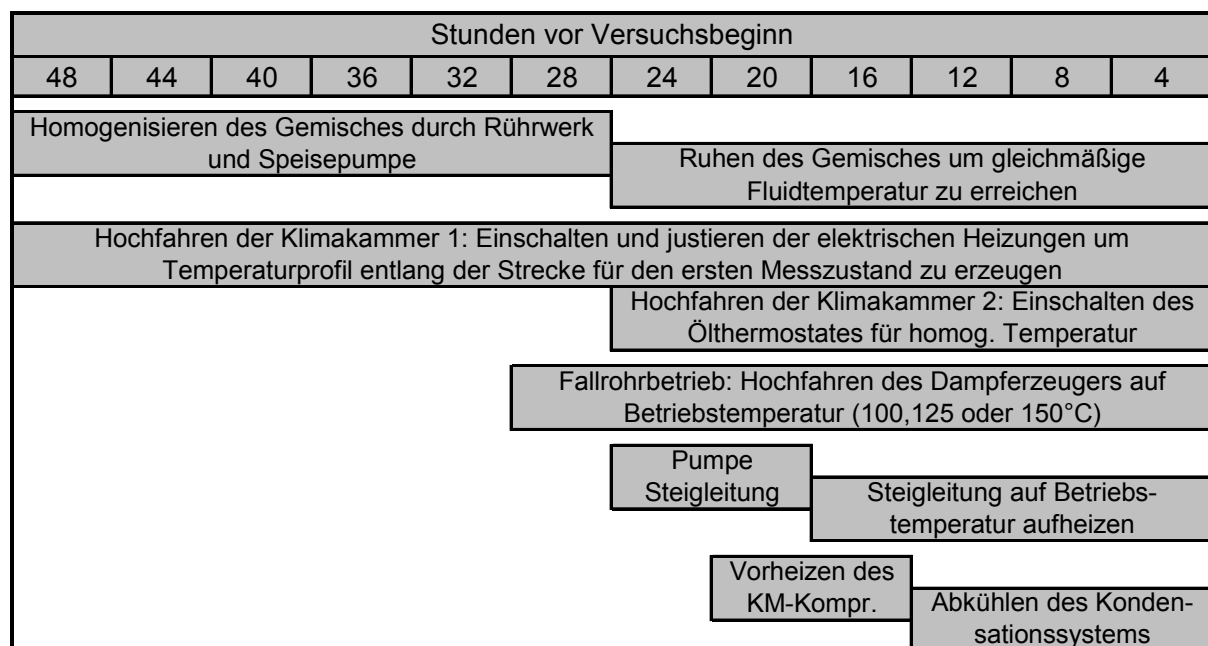 Stunden vor Versuchsbeginn
48 44 40 36 32 28 24 20 16 12 8 4
Homogenisieren des Gemisches durch Rührwerk
und Speisepumpe
Ruhen des Gemisches um gleichmäßige
Fluidtemperatur zu erreichen
Hochfahren der Klimakammer 1: Einschalten und justieren der elektrischen Heizungen um
Temperaturprofil entlang der Strecke für den ersten Messzustand zu erzeugen
Hochfahren der Klimakammer 2: Einschalten des
Ölthermostates für homog. Temperatur
Fallrohrbetrieb: Hochfahren des Dampferzeugers auf
Betriebstemperatur (100,125 oder 150°C)
Pumpe
Steigleitung
Steigleitung auf Betriebs-
temperatur aufheizen
Vorheizen des
KM-Kompr.
Abkühlen des Konden-
sationssystems